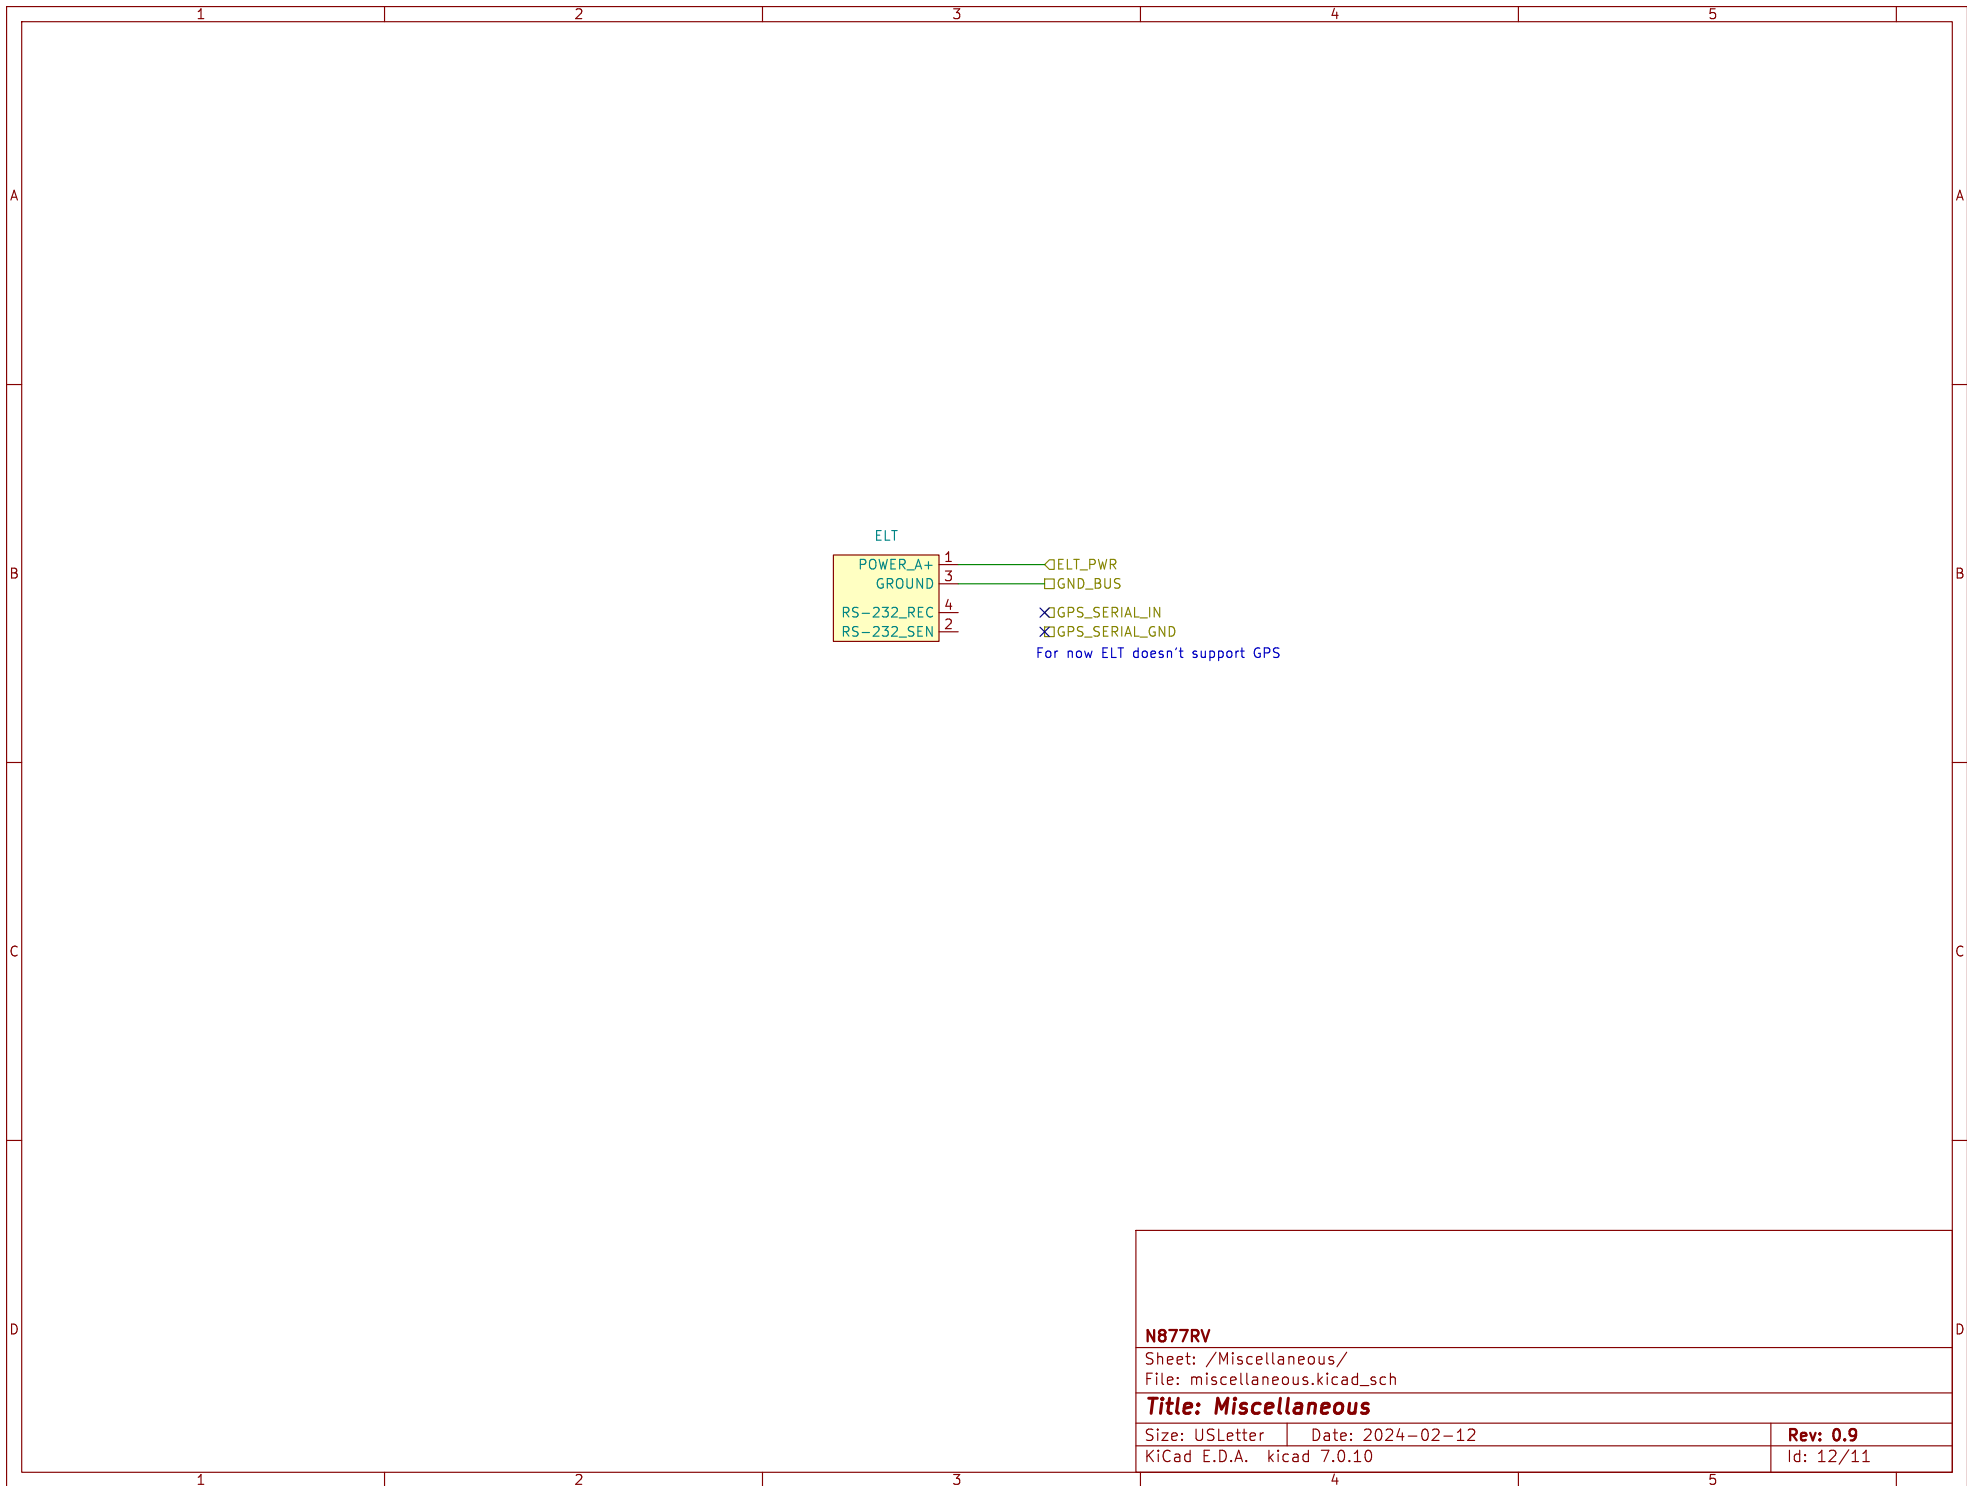 1 2 3 4 5
A A
ELT
POWER_A+ 1 ELT_PWR
B B
GROUND 3 GND_BUS
RS-232_REC 4 GPS_SERIAL_IN
RS-232_SEN 2 GPS_SERIAL_GND
For now ELT doesn't support GPS
C C
D D
N877RV
Sheet: /Miscellaneous/
File: miscellaneous.kicad_sch
Title: Miscellaneous
Size: USLetter Date: 2024-02-12 Rev: 0.9
KiCad E.D.A. kicad 7.0.10 Id: 12/11
1 2 3 4 5